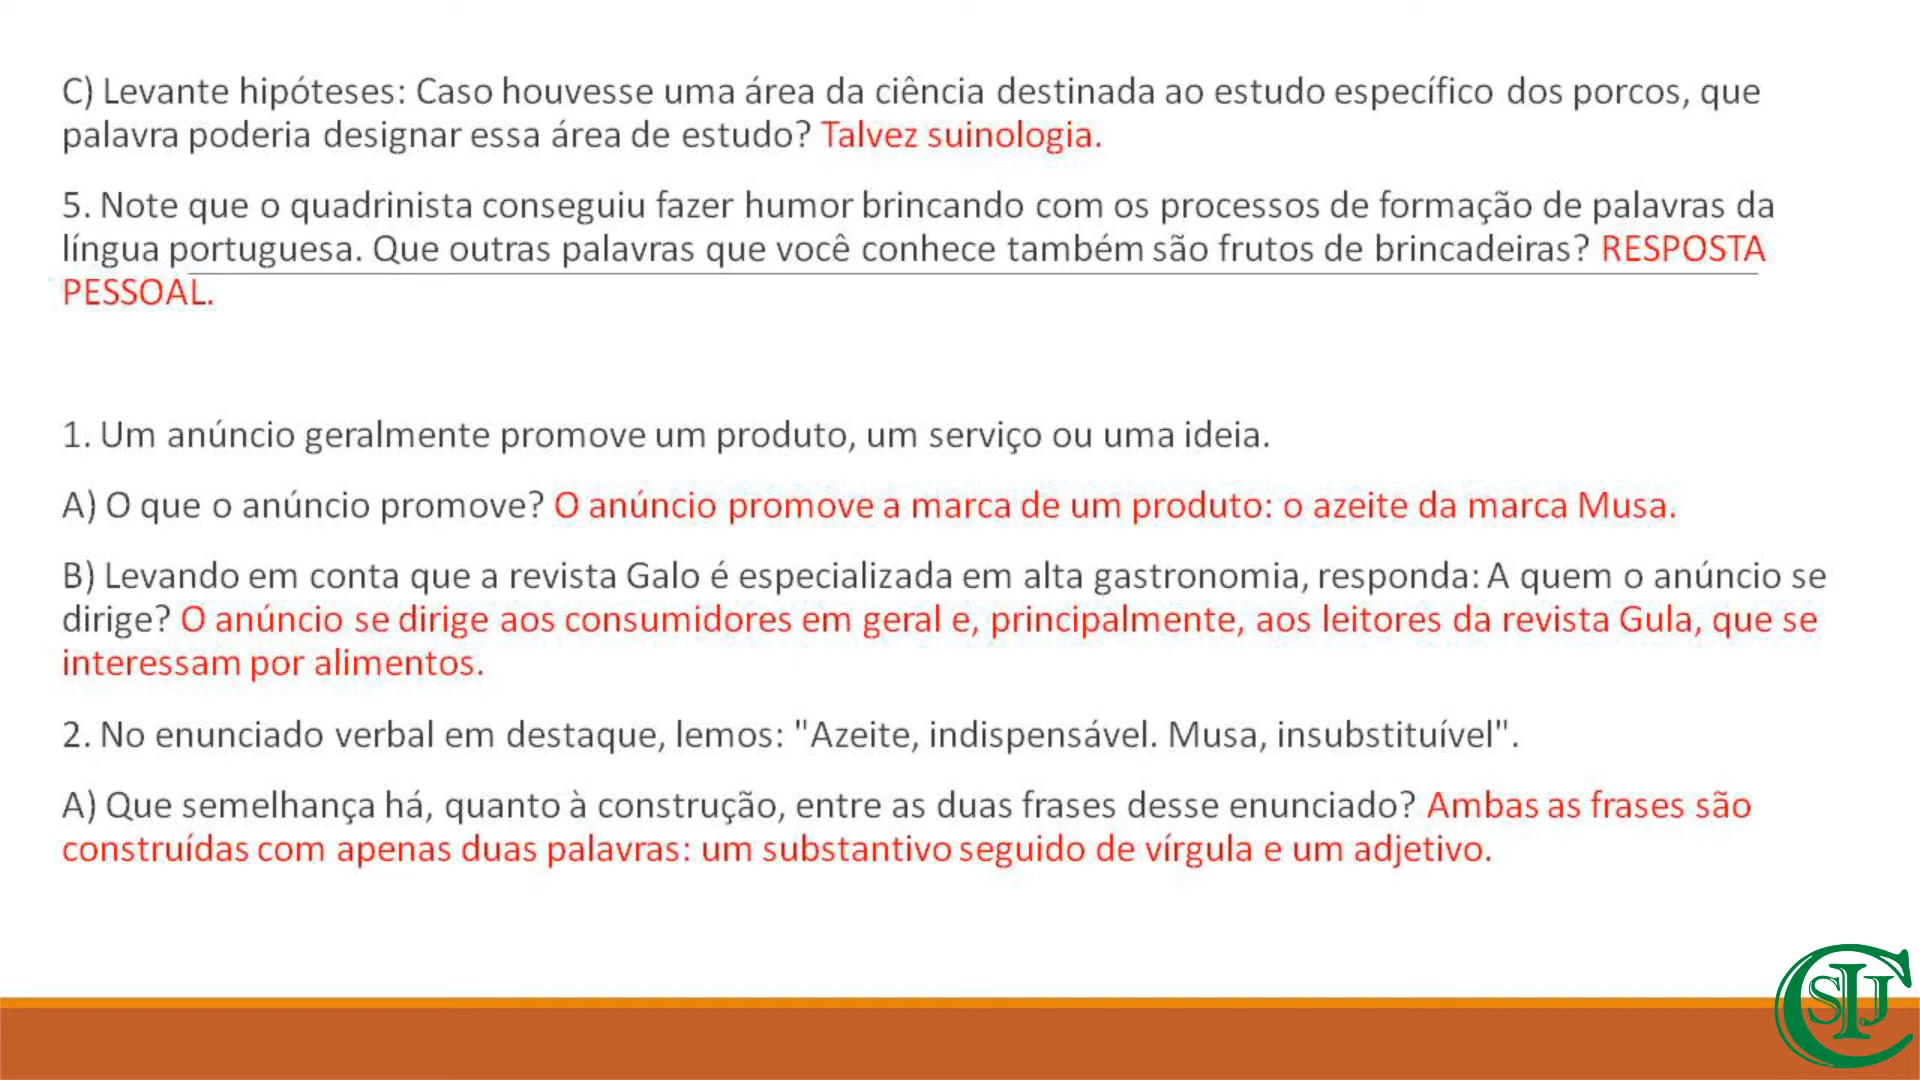 C) Levante hipóteses: Caso houvesse uma área da ciência destinada ao estudo específico dos porcos, que
palavra poderia designar essa área de estudo? Talvez suinologia.
5. Note que o quadrinista conseguiu fazer humor brincando com os processos de formação de palavras da
língua portuguesa. Que outras palavras que você conhece também são frutos de brincadeiras? RESPOSTA
PESSOAL.
1. Um anúncio geralmente promove um produto, um serviço ou uma ideia.
A) O que o anúncio promove? O anúncio promove a marca de um produto: o azeite da marca Musa.
B) Levando em conta que a revista Galo é especializada em alta gastronomia, responda: A quem o anúncio se
dirige? O anúncio se dirige aos consumidores em geral e, principalmente, aos leitores da revista Gula, que se
interessam por alimentos.
2. No enunciado verbal em destaque, lemos: "Azeite, indispensável. Musa, insubstituível".
A) Que semelhança há, quanto à construção, entre as duas frases desse enunciado? Ambas as frases são
construídas com apenas duas palavras: um substantivo seguido de vírgula e um adjetivo.
CSIJ